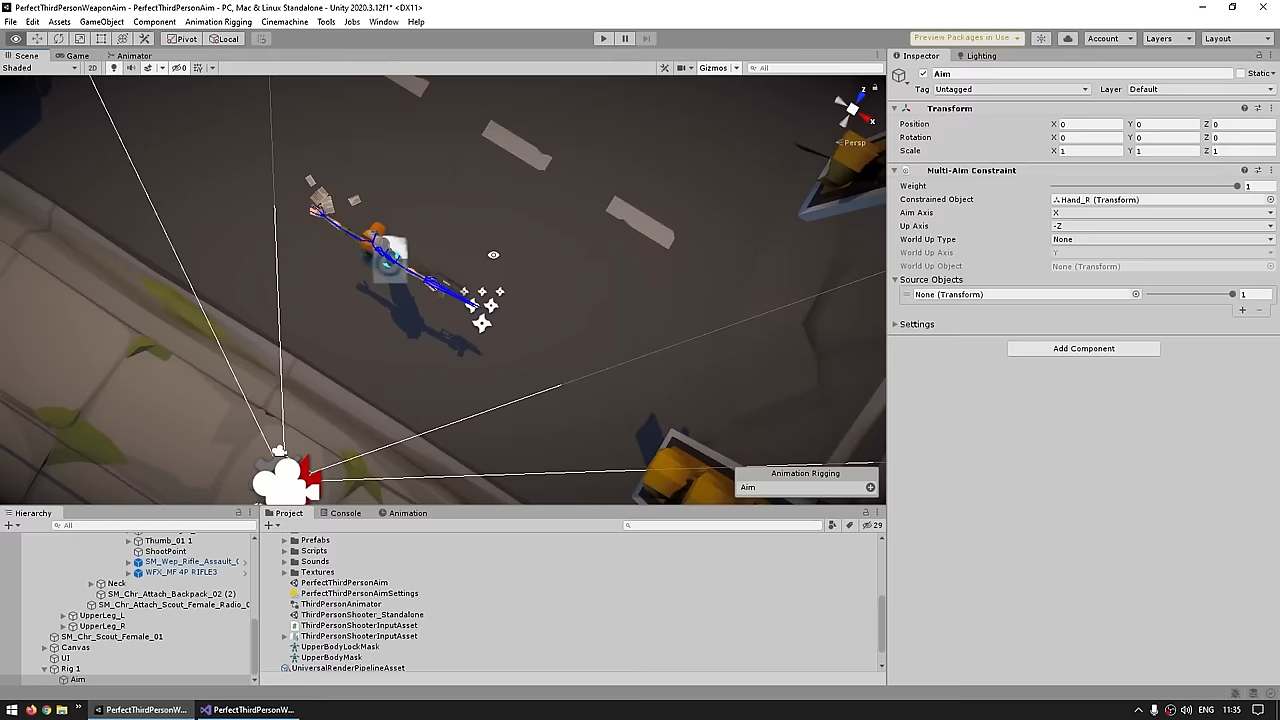 PerfectThirdPersonWeaponAim - PerfectThirdPersonAim - PC, Mac & Linux Standalone - Unity 2020.3.12f1* <DX11>
File Edit Assets GameObject Component Animation Rigging Cinemachine Tools Jobs Window Help
Pivot Local Preview Packages in Use Account Layers Layout
Scene Game Animator
Shaded 2D 0 Gizmos All
z
x
Persp
Animation Rigging
Aim
Inspector Lighting
Aim Static
Tag Untagged Layer Default
Transform
Position X 0 Y 0 Z 0
Rotation X 0 Y 0 Z 0
Scale X 1 Y 1 Z 1
Multi-Aim Constraint
Weight 1
Constrained Object Hand_R (Transform)
Aim Axis X
Up Axis -Z
World Up Type None
World Up Axis Y
World Up Object None (Transform)
Source Objects
None (Transform) 1
Settings
Add Component
Hierarchy
All
Thumb_01 1
ShootPoint
SM_Wep_Rifle_Assault_0
WFX_MF 4P RIFLE3
Neck
SM_Chr_Attach_Backpack_02 (2)
SM_Chr_Attach_Scout_Female_Radio_0
UpperLeg_L
UpperLeg_R
SM_Chr_Scout_Female_01
Canvas
UI
Rig 1
Aim
Project Console Animation
29
Prefabs
Scripts
Sounds
Textures
PerfectThirdPersonAim
PerfectThirdPersonAimSettings
ThirdPersonAnimator
ThirdPersonShooter_Standalone
ThirdPersonShooterInputAsset
ThirdPersonShooterInputAsset
UpperBodyLockMask
UpperBodyMask
UniversalRenderPipelineAsset
PerfectThirdPersonW... PerfectThirdPersonW... ENG 11:35